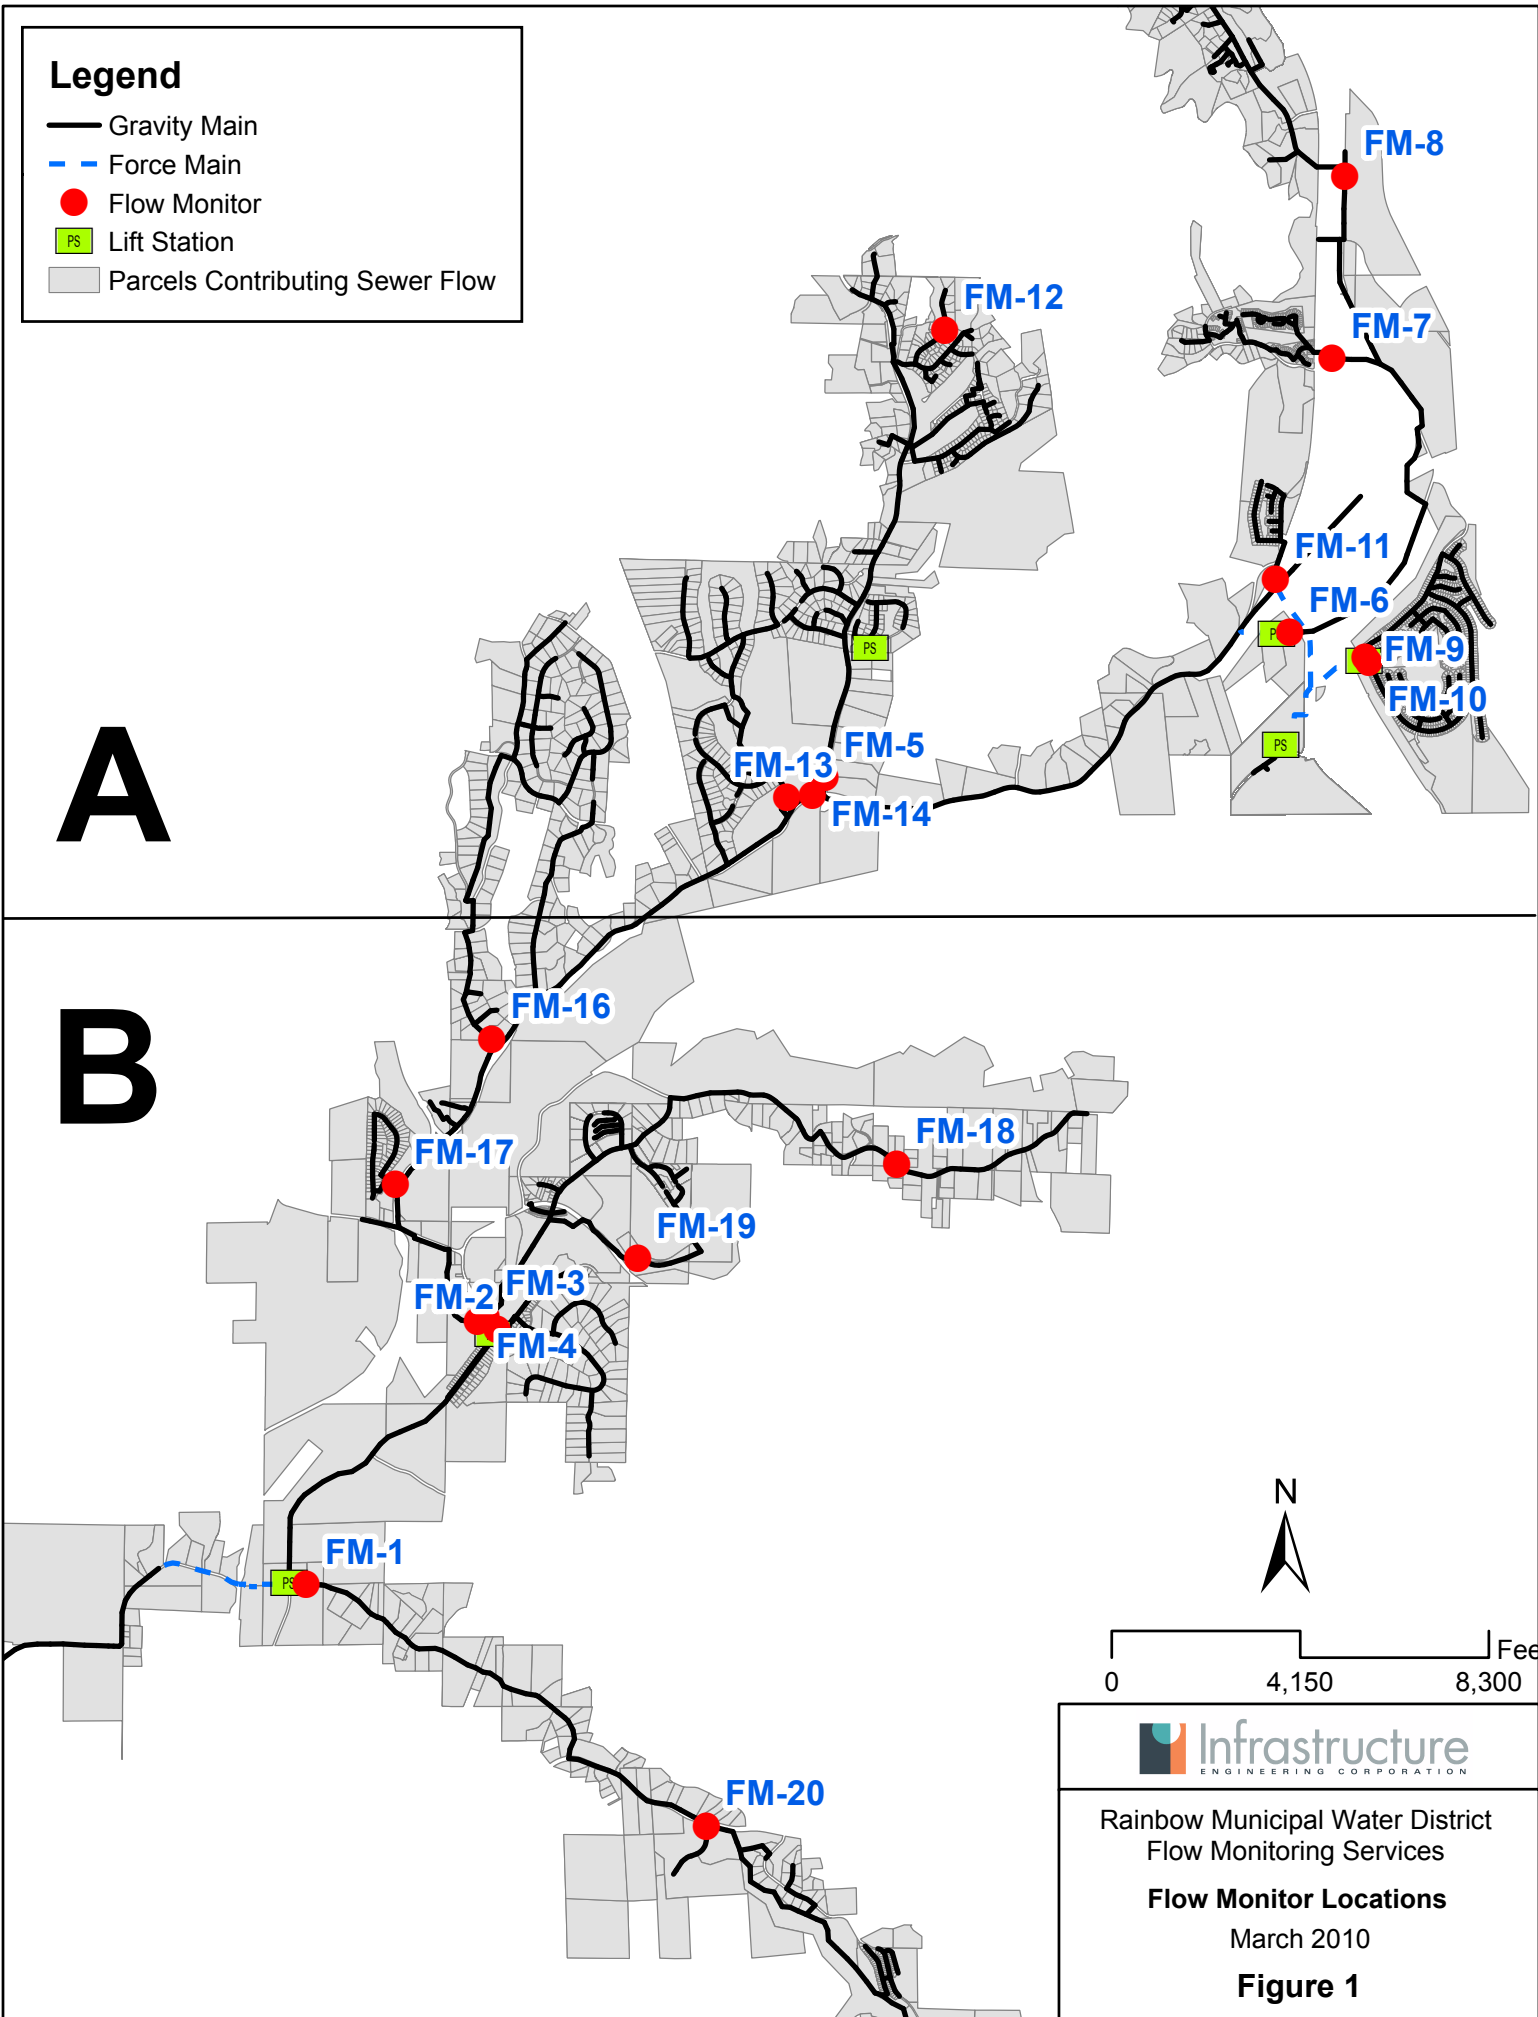 Legend
Gravity Main
Force Main
Flow Monitor
PS Lift Station
Parcels Contributing Sewer Flow
FM-8
FM-12
FM-7
FM-11
FM-6
PS
FM-9
PS
FM-10
A
FM-5
PS
FM-13
FM-14
B
FM-16
FM-18
FM-17
FM-19
FM-3
FM-2
FM-4
N
FM-1
PS
Fee
0 4,150 8,300
Infrastructure
ENGINEERING CORPORATION
FM-20
Rainbow Municipal Water District
Flow Monitoring Services
Flow Monitor Locations
March 2010
Figure 1